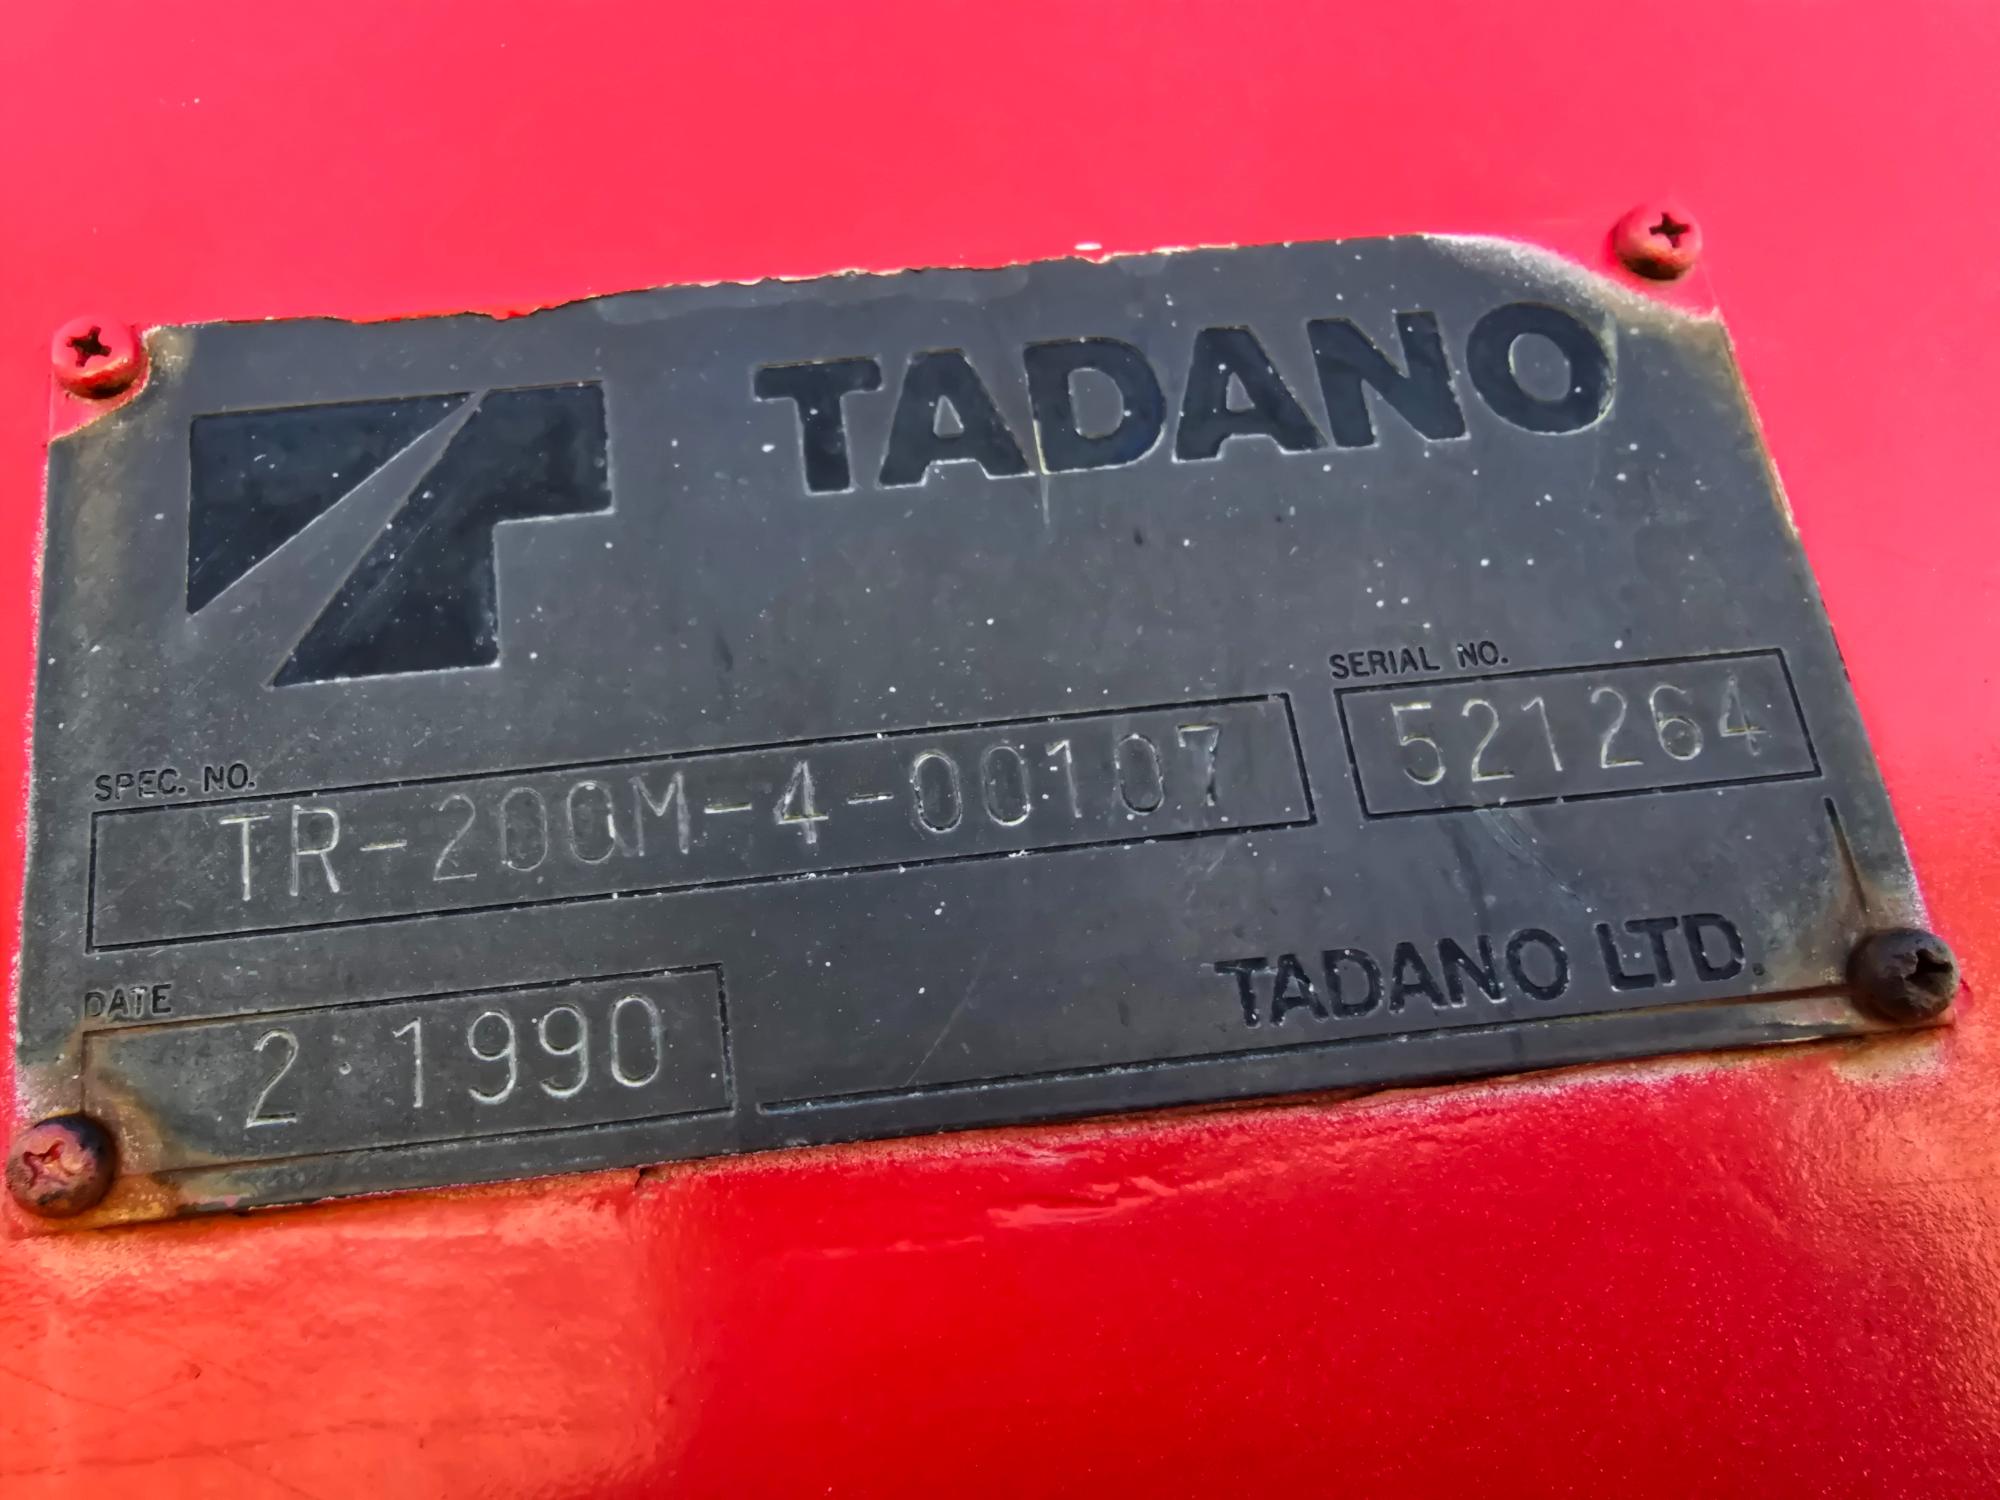 TADANO
SPEC. NO.
TR-200M-4-00107
SERIAL NO.
521264
DATE
2・1990
TADANO LTD.